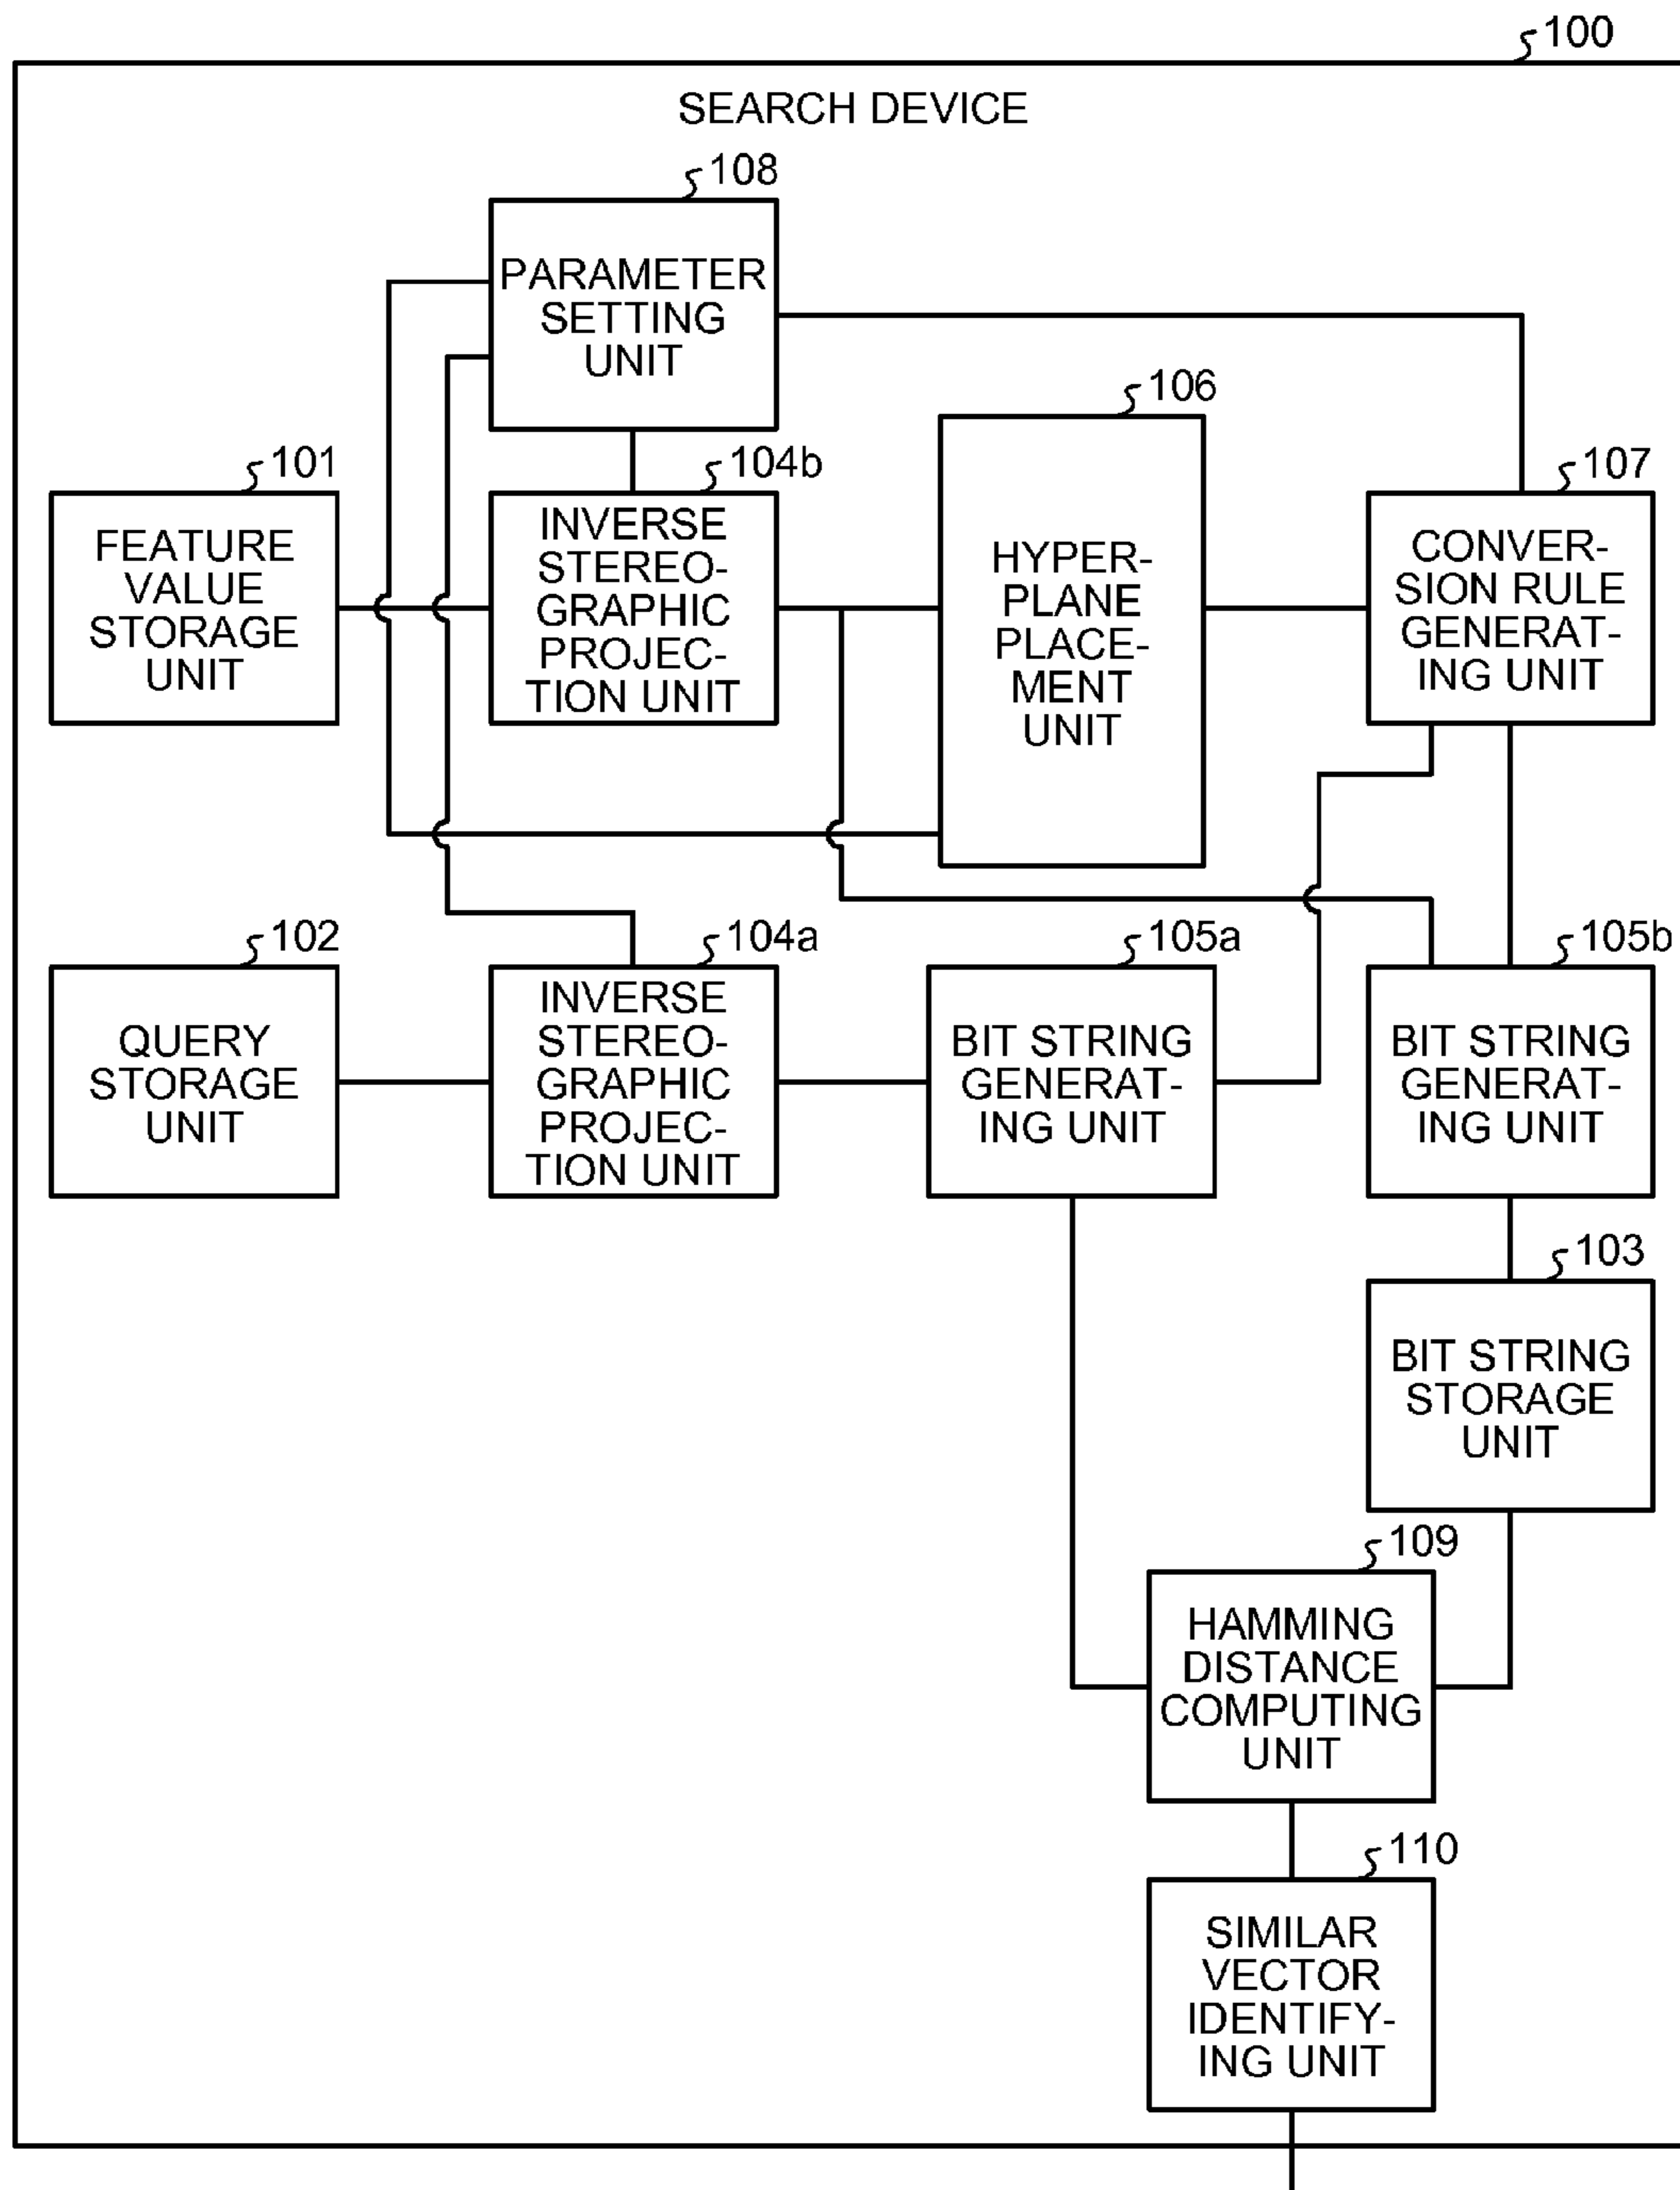 100
SEARCH DEVICE
108
PARAMETER
SETTING
UNIT
106
HYPER-
PLANE
PLACE-
MENT
UNIT
101
FEATURE
VALUE
STORAGE
UNIT
104b
INVERSE
STEREO-
GRAPHIC
PROJEC-
TION UNIT
107
CONVER-
SION RULE
GENERAT-
ING UNIT
102
QUERY
STORAGE
UNIT
104a
INVERSE
STEREO-
GRAPHIC
PROJEC-
TION UNIT
105a
BIT STRING
GENERAT-
ING UNIT
105b
BIT STRING
GENERAT-
ING UNIT
103
BIT STRING
STORAGE
UNIT
109
HAMMING
DISTANCE
COMPUTING
UNIT
110
SIMILAR
VECTOR
IDENTIFY-
ING UNIT